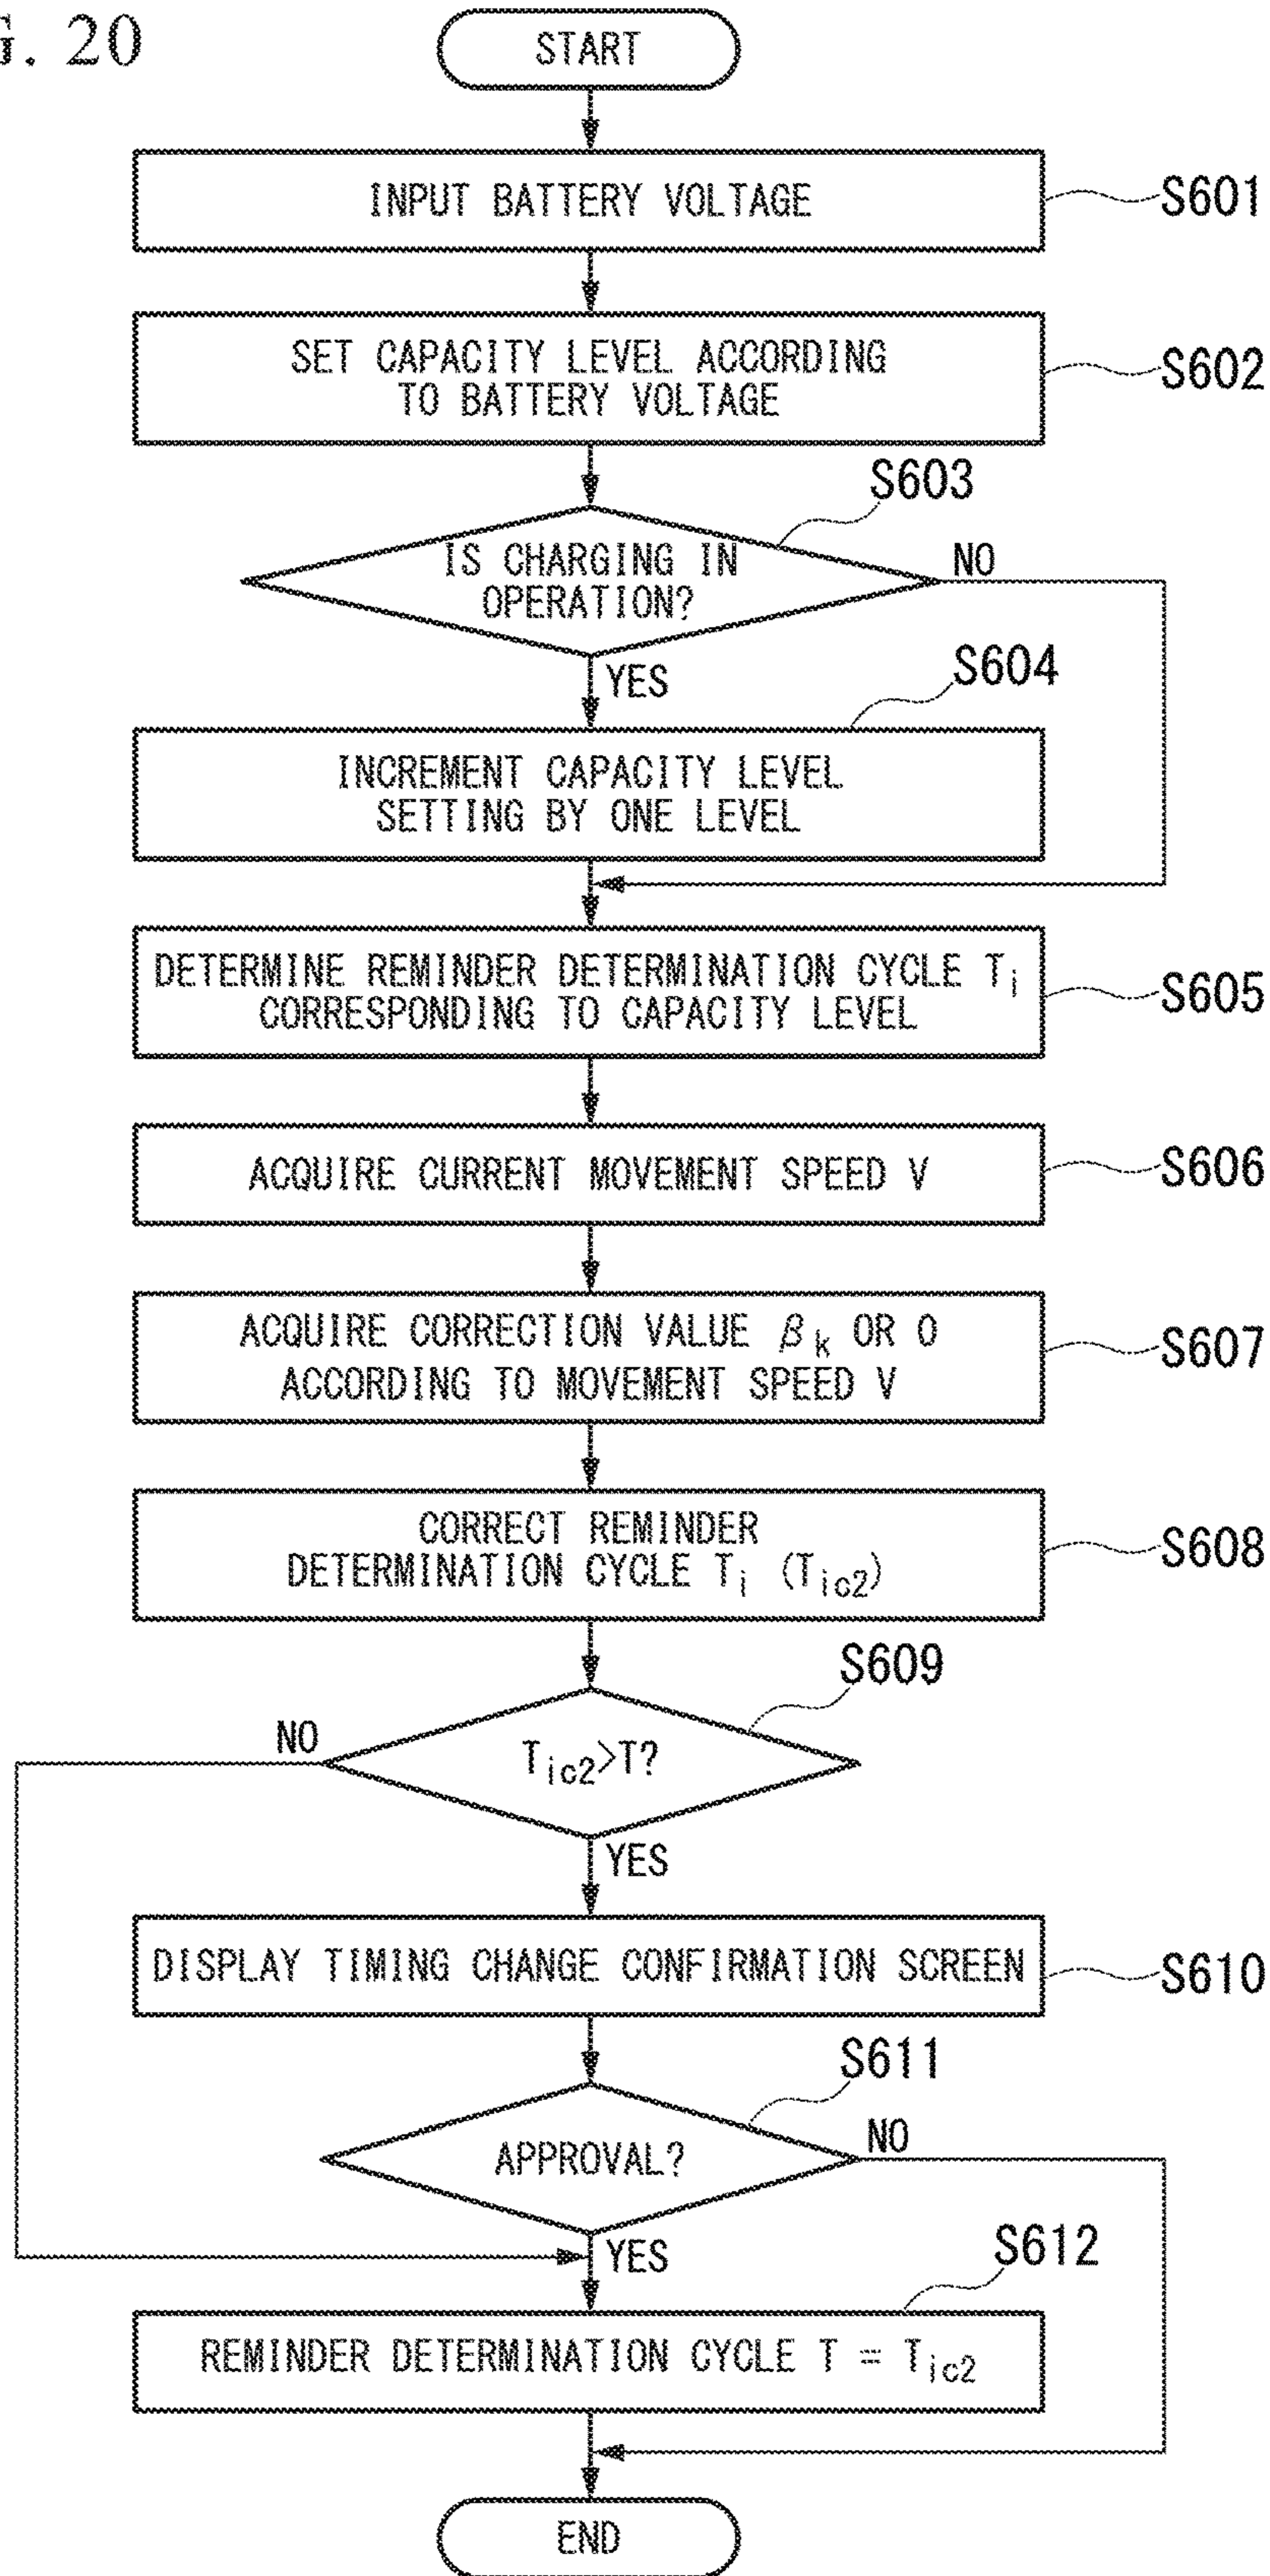 G. 20
START
INPUT BATTERY VOLTAGE
S601
SET CAPACITY LEVEL ACCORDING
TO BATTERY VOLTAGE
S602
S603
IS CHARGING IN
OPERATION?
NO
YES
S604
INCREMENT CAPACITY LEVEL
SETTING BY ONE LEVEL
DETERMINE REMINDER DETERMINATION CYCLE Ti
CORRESPONDING TO CAPACITY LEVEL
S605
ACQUIRE CURRENT MOVEMENT SPEED V
S606
ACQUIRE CORRECTION VALUE βk OR 0
ACCORDING TO MOVEMENT SPEED V
S607
CORRECT REMINDER
DETERMINATION CYCLE Ti (Tic2)
S608
S609
NO
Tic2>T?
YES
DISPLAY TIMING CHANGE CONFIRMATION SCREEN
S610
S611
APPROVAL?
NO
YES
S612
REMINDER DETERMINATION CYCLE T = Tic2
END